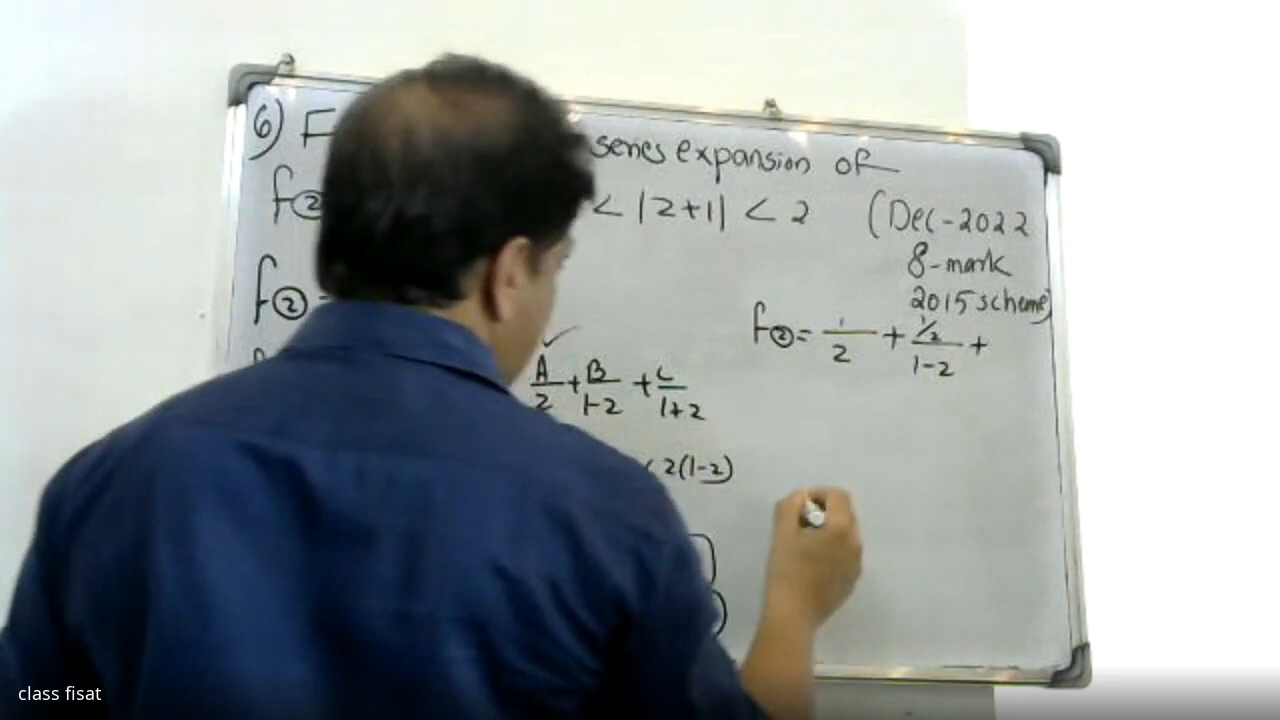 6) F series expansion of
f(z) < |z+1| < 2 (Dec-2022
8-mark
2015 scheme)
f(z) =
f(z) = 1/z + 1/2/1-z +
A/z + B/1-z + C/1+z
z(1-z)
class fisat